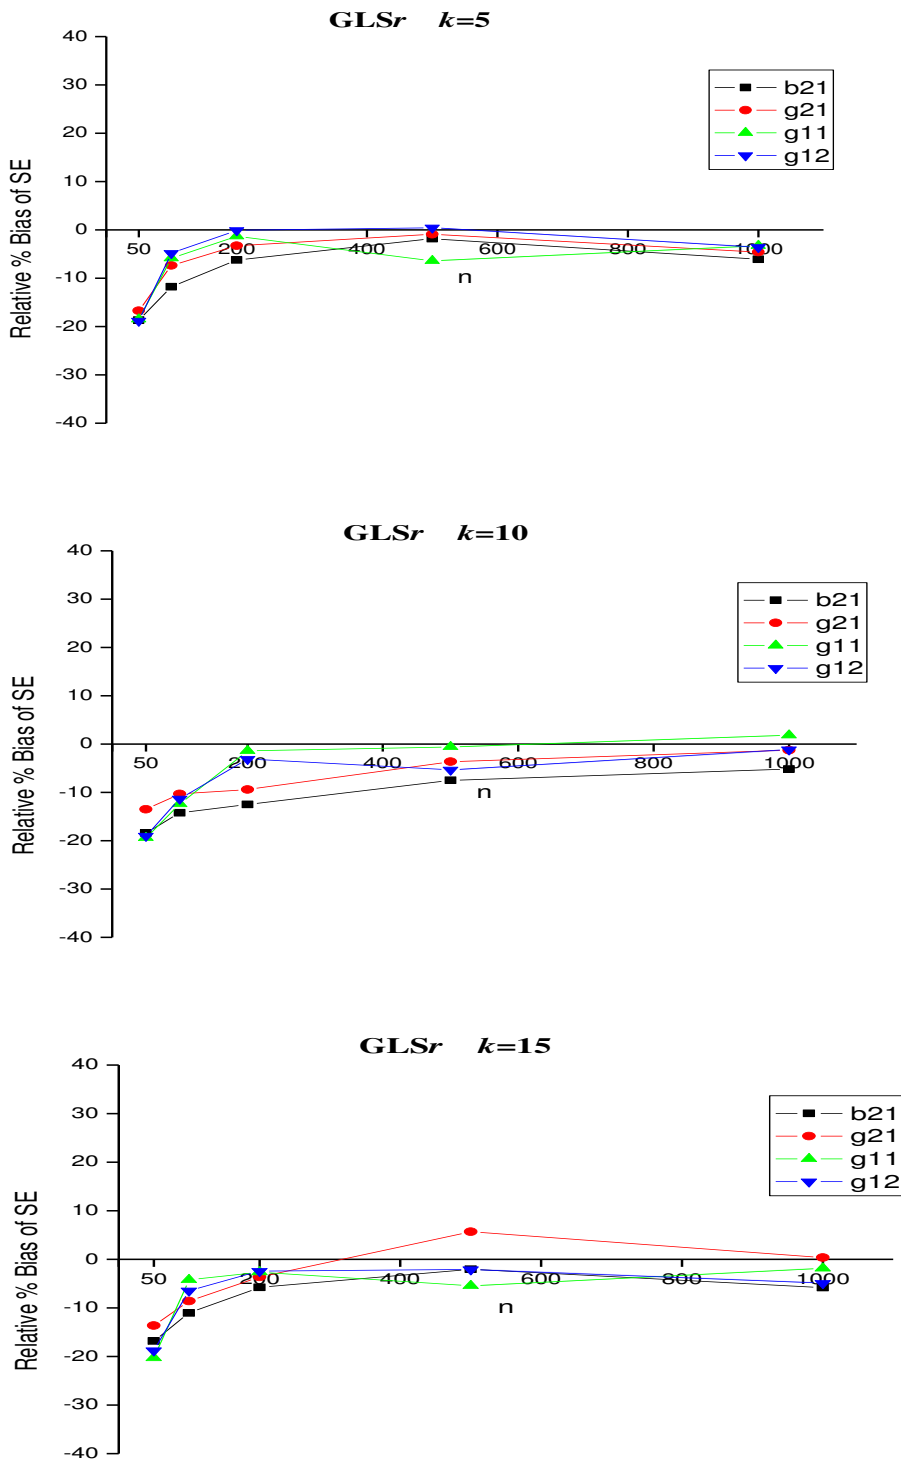 GLSr k=5
40
30
20
10
0
-10
-20
-30
-40
Relative % Bias of SE
50 200 400 600 800 1000
n
b21
g21
g11
g12
GLSr k=10
40
30
20
10
0
-10
-20
-30
-40
Relative % Bias of SE
50 200 400 600 800 1000
n
b21
g21
g11
g12
GLSr k=15
40
30
20
10
0
-10
-20
-30
-40
Relative % Bias of SE
50 200 400 600 800 1000
n
b21
g21
g11
g12